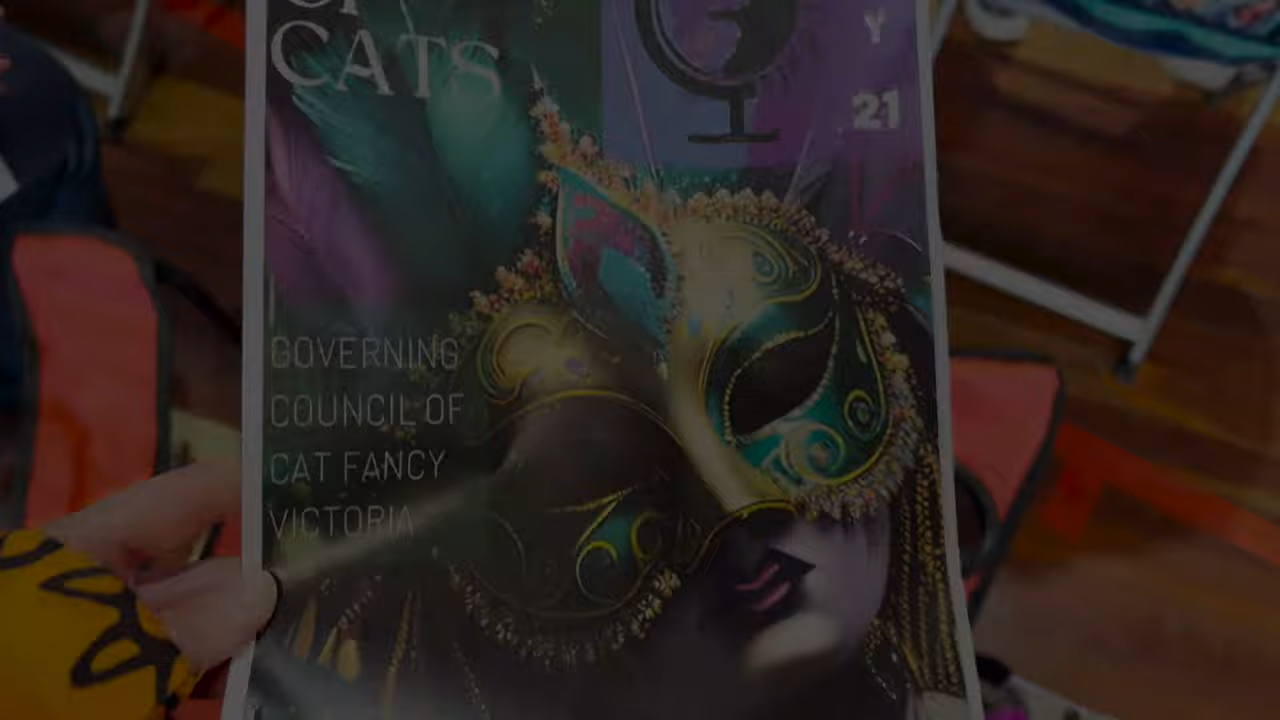 CATS
Y
21
GOVERNING
COUNCIL OF
CAT FANCY
VICTORIA